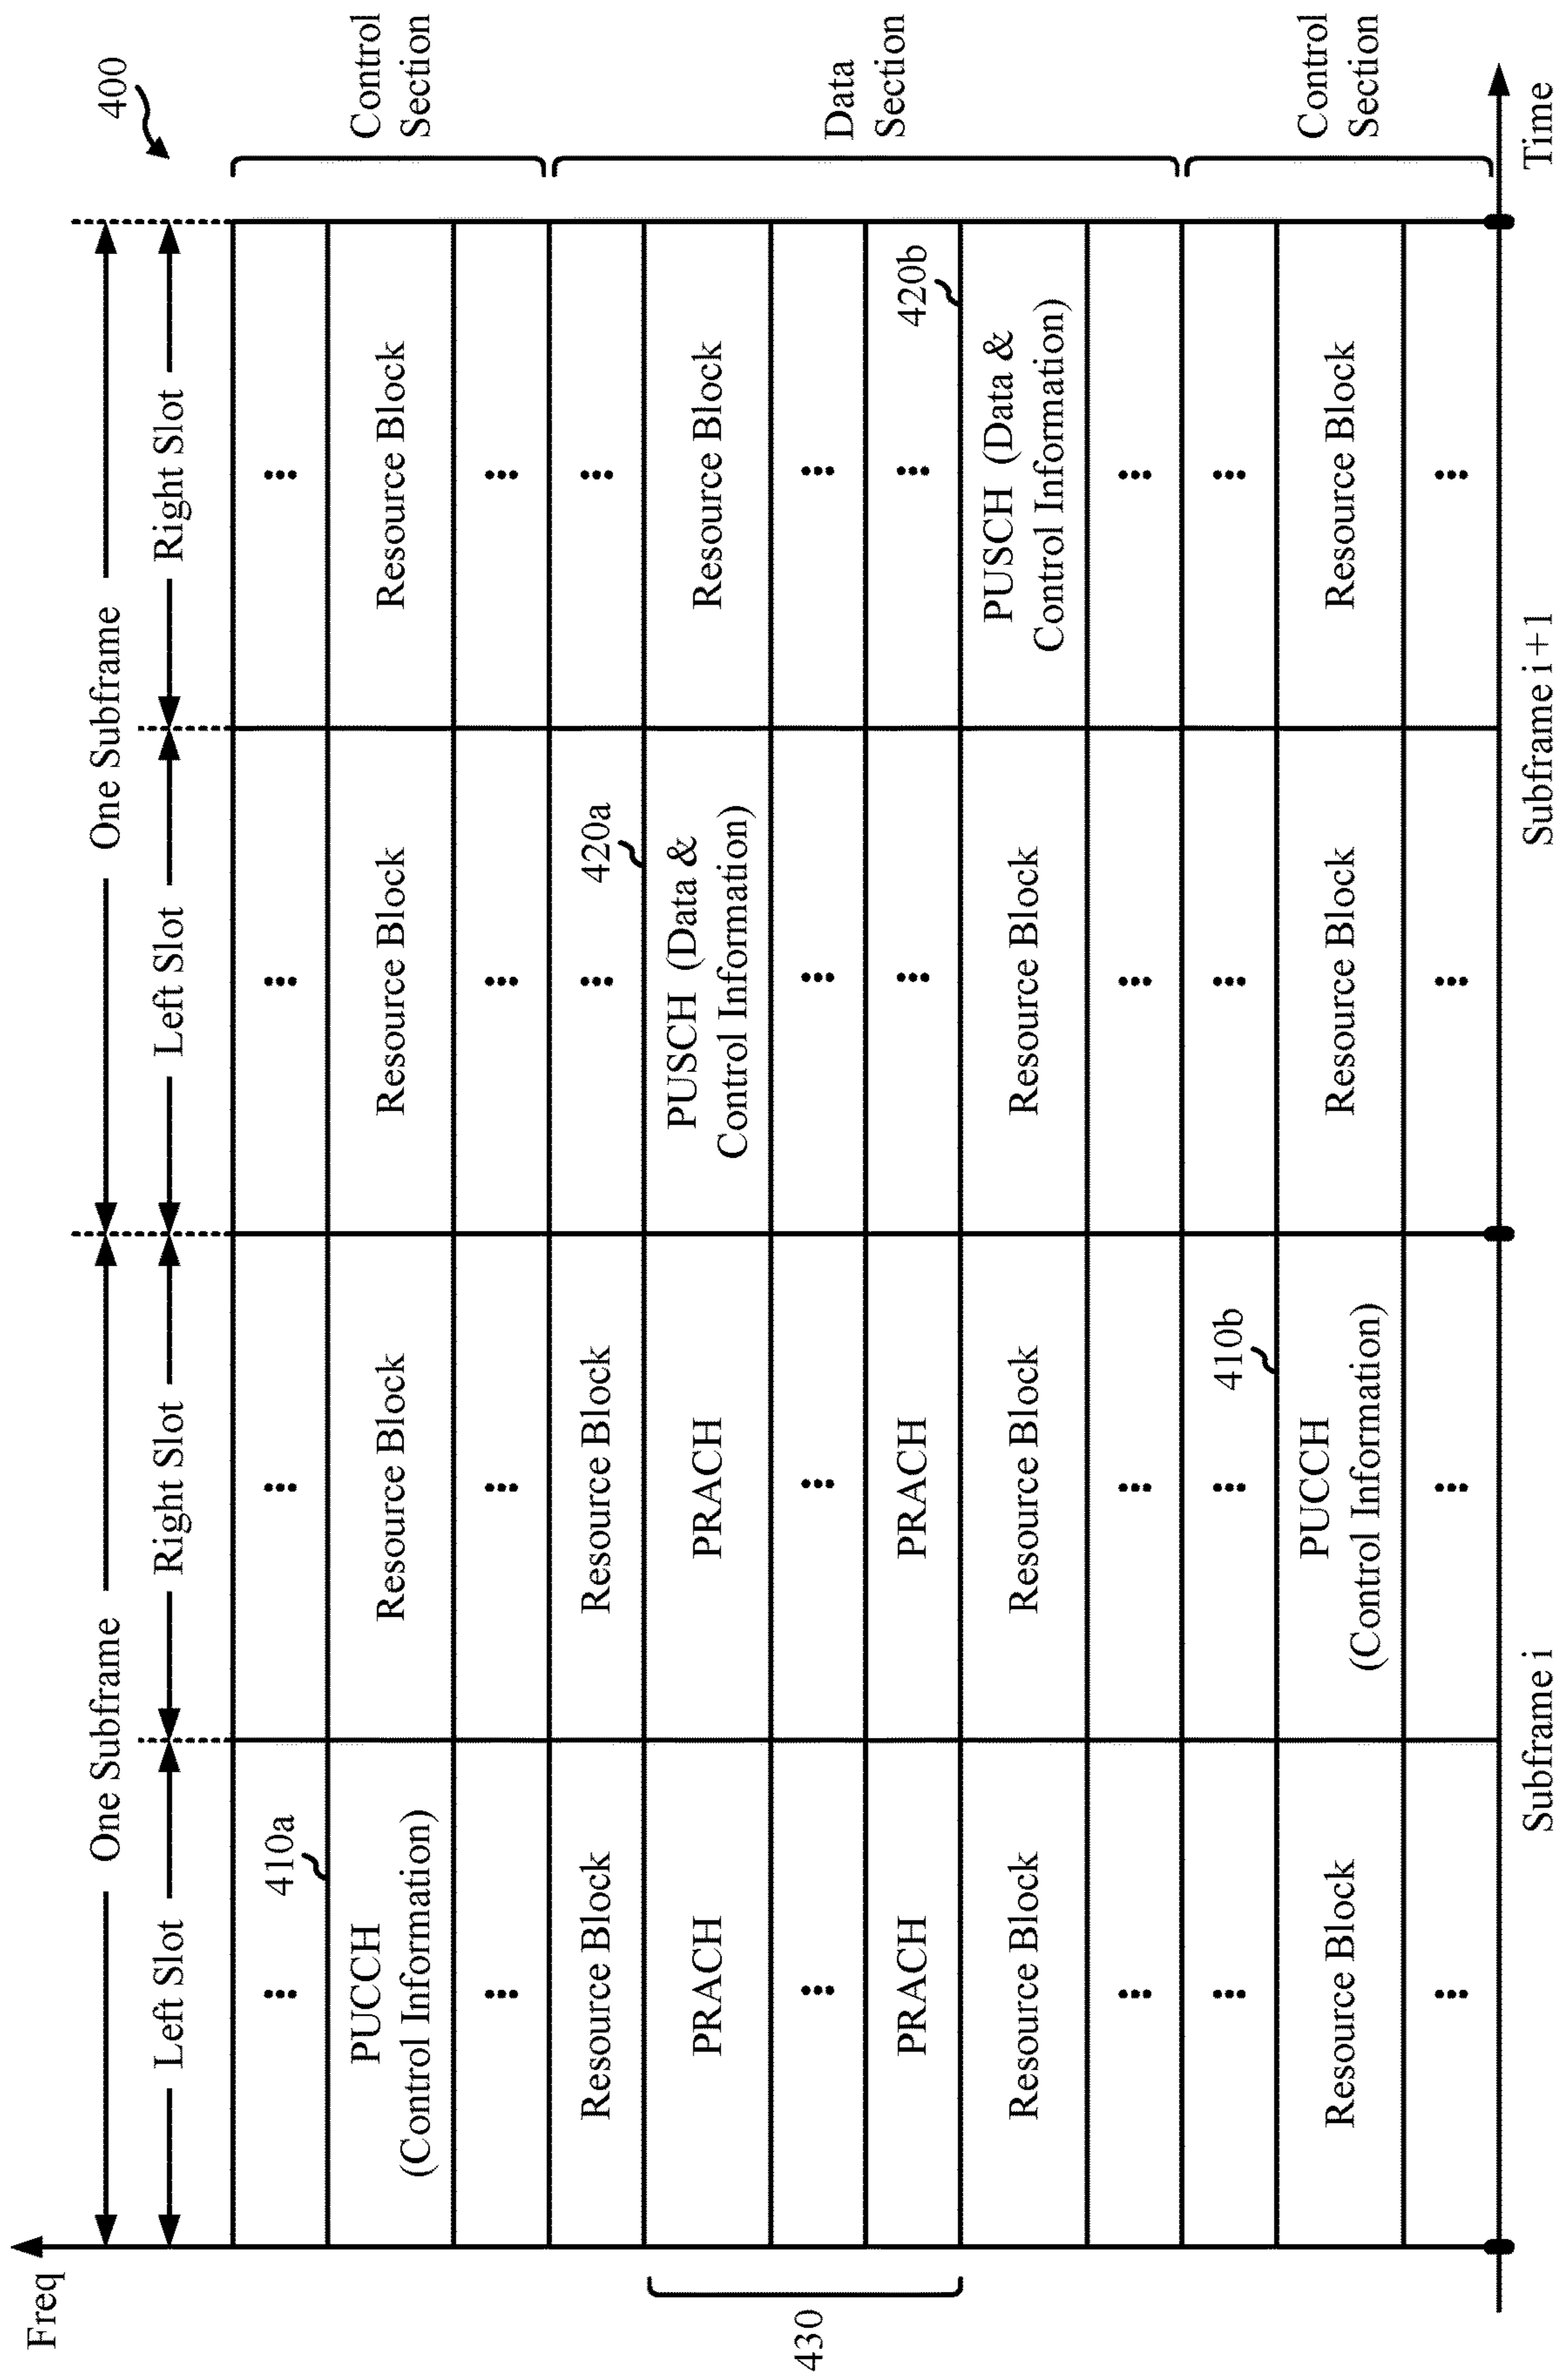 400
Freq
One Subframe
One Subframe
Left Slot
Right Slot
Left Slot
Right Slot
⋮ 410a
⋮
⋮
⋮
PUCCH
(Control Information)
Resource Block
Resource Block
Resource Block
Control
Section
⋮
⋮
⋮
⋮
Resource Block
Resource Block
⋮ 420a
⋮
430
PRACH
PRACH
PUSCH (Data &
Control Information)
Resource Block
⋮
⋮
⋮
⋮
Data
Section
PRACH
PRACH
⋮
⋮ 420b
Resource Block
Resource Block
Resource Block
PUSCH (Data &
Control Information)
⋮
⋮
⋮
⋮
⋮
⋮ 410b
⋮
⋮
Resource Block
PUCCH
(Control Information)
Resource Block
Resource Block
Control
Section
⋮
⋮
⋮
⋮
Subframe i
Subframe i+1
Time